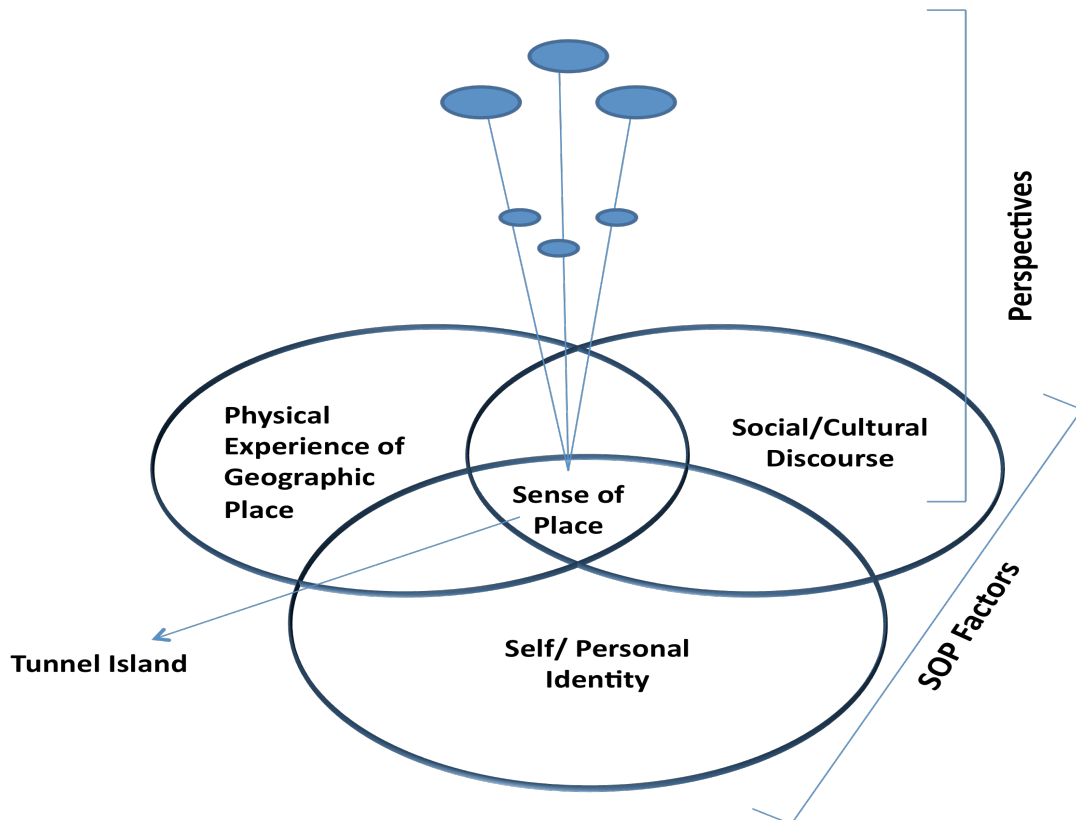 Perspectives
Physical
Experience of
Geographic
Place
Social/Cultural
Discourse
Sense of
Place
SOP Factors
Tunnel Island
Self/ Personal
Identity